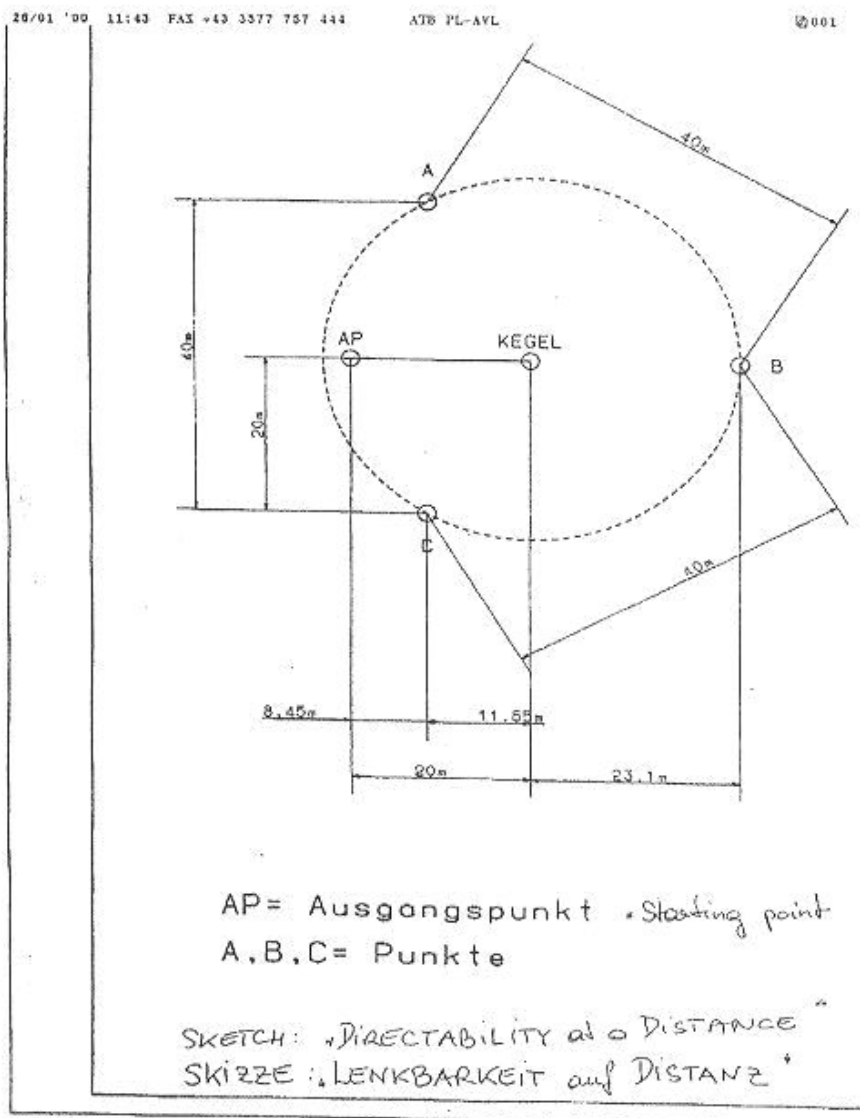 26/01 '00 11:43 FAX +43 3377 757 444 ATB PL-AVL 001
40m
A
40m
AP
KEGEL
B
20m
C
40m
8,45m
11.55m
20m
23,1m
AP= Ausgangspunkt Starting point
A,B,C= Punkte
SKETCH: „DIRECTABILITY at a DISTANCE“
SKIZZE: „LENKBARKEIT auf DISTANZ“